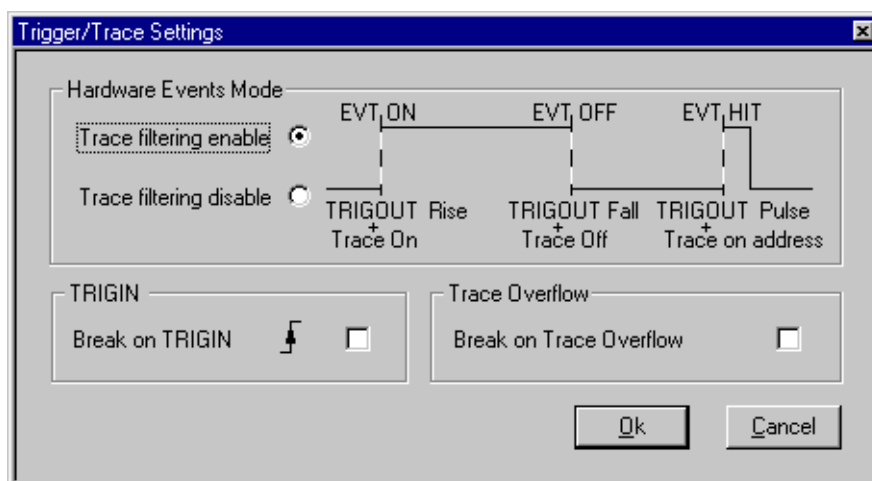 Trigger/Trace Settings
Hardware Events Mode
Trace filtering enable
Trace filtering disable
EVT ON EVT OFF EVT HIT
TRIGOUT Rise TRIGOUT Fall TRIGOUT Pulse
+ + +
Trace On Trace Off Trace on address
TRIGIN
Break on TRIGIN
Trace Overflow
Break on Trace Overflow
Ok Cancel